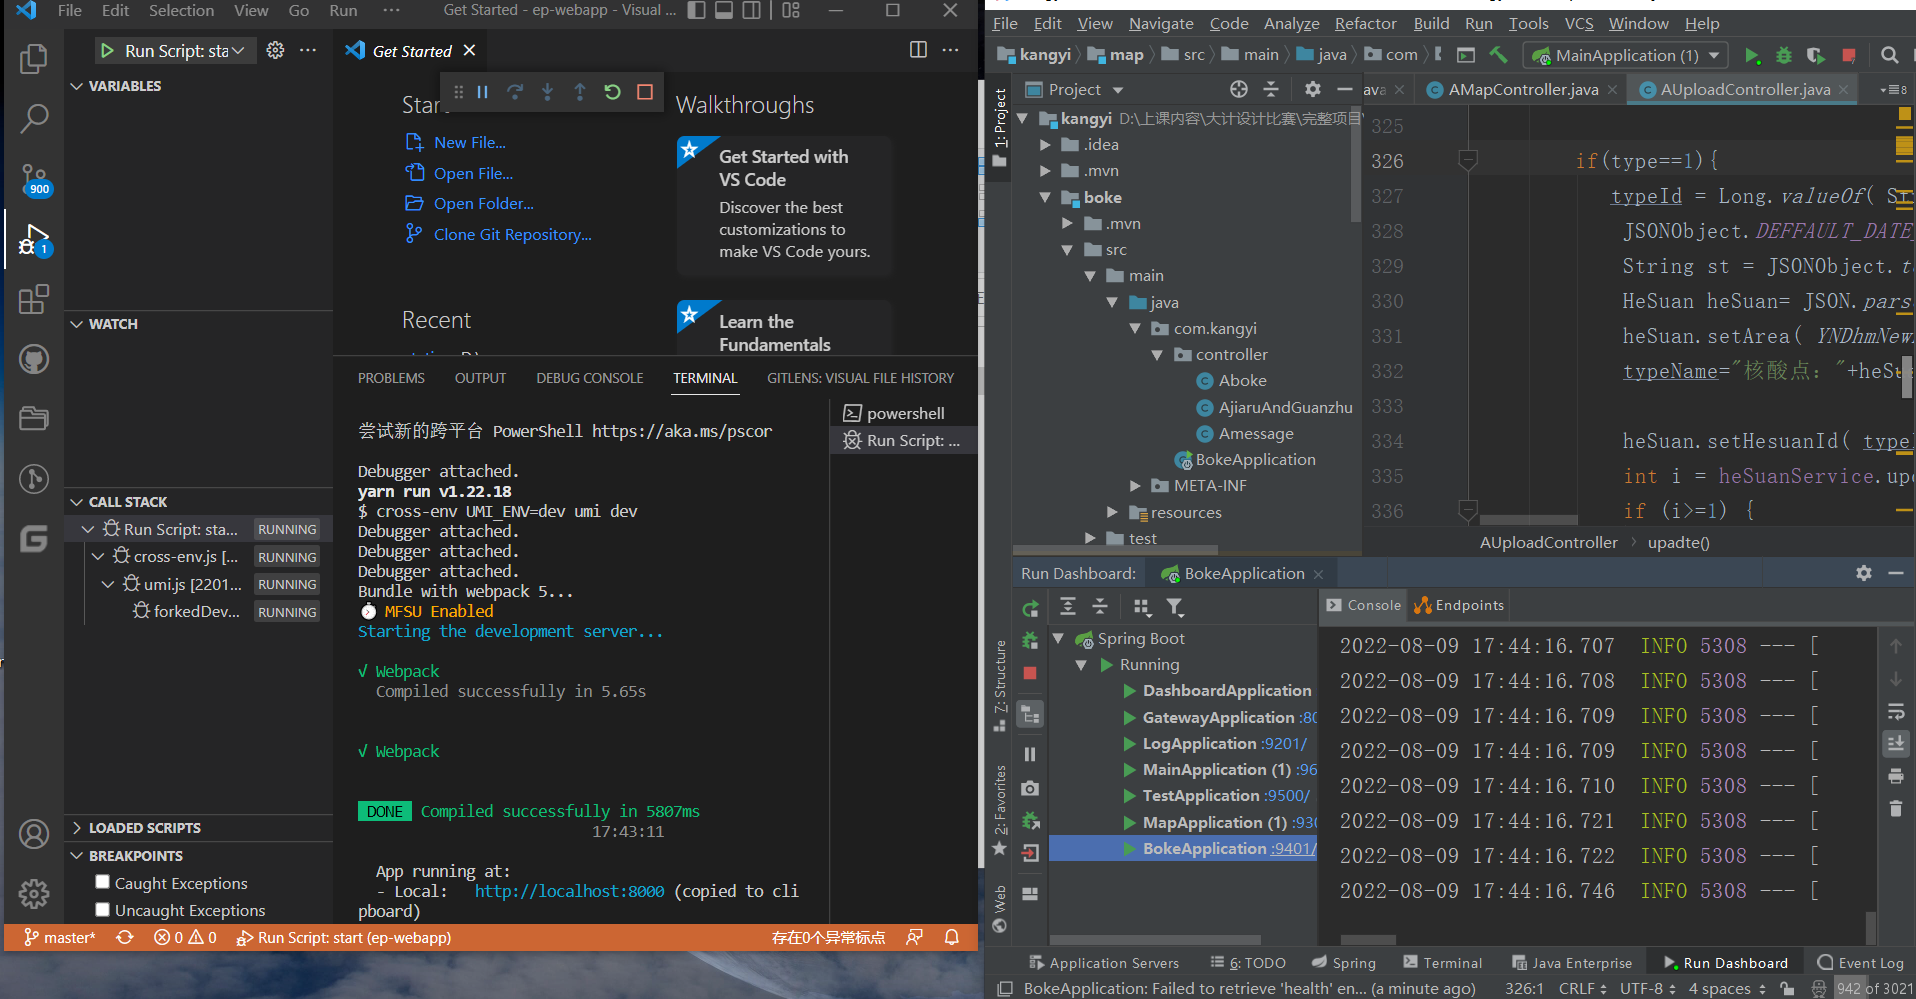 File Edit Selection View Go Run ··· Get Started - ep-webapp - Visual ...
Run Script: sta
VARIABLES
WATCH
CALL STACK
Run Script: sta... RUNNING
cross-env.js [... RUNNING
umi.js [2201... RUNNING
forkedDev... RUNNING
LOADED SCRIPTS
BREAKPOINTS
Caught Exceptions
Uncaught Exceptions
900
1
Get Started
Start
New File...
Open File...
Open Folder...
Clone Git Repository...
Recent
Walkthroughs
Get Started with
VS Code
Discover the best
customizations to
make VS Code yours.
Learn the
Fundamentals
PROBLEMS OUTPUT DEBUG CONSOLE TERMINAL GITLENS: VISUAL FILE HISTORY
powershell
Run Script: ...
尝试新的跨平台 PowerShell https://aka.ms/pscor
Debugger attached.
yarn run v1.22.18
$ cross-env UMI_ENV=dev umi dev
Debugger attached.
Debugger attached.
Debugger attached.
Bundle with webpack 5...
MFSU Enabled
Starting the development server...
√ Webpack
Compiled successfully in 5.65s
√ Webpack
DONE Compiled successfully in 5807ms
17:43:11
App running at:
- Local: http://localhost:8000 (copied to cli
pboard)
master* 0 0 Run Script: start (ep-webapp) 存在0个异常标点
File Edit View Navigate Code Analyze Refactor Build Run Tools VCS Window Help
kangyi map src main java com MainApplication (1)
Project
ava AMapController.java AUploadController.java 8
1: Project
kangyi D:\上课内容\大计设计比赛\完整项目\
.idea
.mvn
boke
.mvn
src
main
java
com.kangyi
controller
Aboke
AjiaruAndGuanzhu
Amessage
BokeApplication
META-INF
resources
test
325
326 if(type==1){
327 typeId = Long.valueOf( St
328 JSONObject.DEFFAULT_DATE_
329 String st = JSONObject.t
330 HeSuan heSuan= JSON.pars
331 heSuan.setArea( YNDhmNew
332 typeName="核酸点: "+heSu
333
334 heSuan.setHesuanId( typeI
335 int i = heSuanService.up
336 if (i>=1) {
AUploadController upadte()
Run Dashboard: BokeApplication
Console Endpoints
7: Structure
2: Favorites
Web
Spring Boot
Running
DashboardApplication
GatewayApplication :80
LogApplication :9201/
MainApplication (1) :96
TestApplication :9500/
MapApplication (1) :930
BokeApplication :9401/
2022-08-09 17:44:16.707 INFO 5308 --- [
2022-08-09 17:44:16.708 INFO 5308 --- [
2022-08-09 17:44:16.709 INFO 5308 --- [
2022-08-09 17:44:16.709 INFO 5308 --- [
2022-08-09 17:44:16.710 INFO 5308 --- [
2022-08-09 17:44:16.721 INFO 5308 --- [
2022-08-09 17:44:16.722 INFO 5308 --- [
2022-08-09 17:44:16.746 INFO 5308 --- [
Application Servers 6: TODO Spring Terminal Java Enterprise Run Dashboard Event Log
BokeApplication: Failed to retrieve 'health' en... (a minute ago) 326:1 CRLF UTF-8 4 spaces 942 of 3021